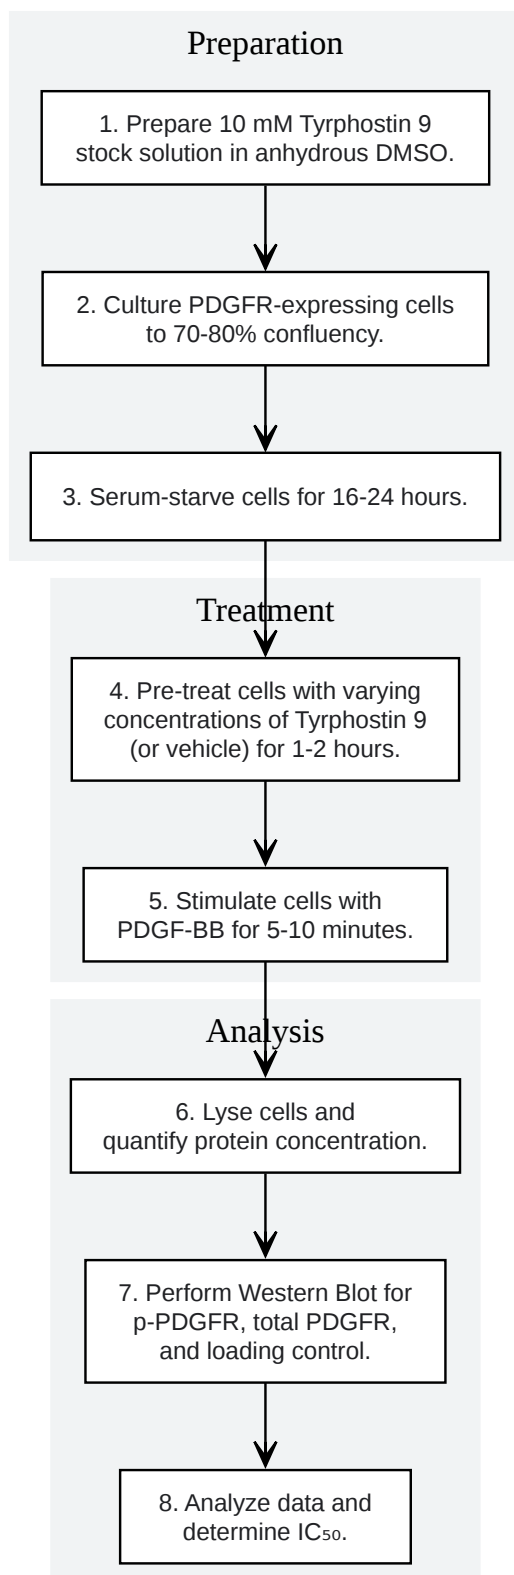 Preparation
1. Prepare 10 mM Tyrphostin 9
stock solution in anhydrous DMSO.
2. Culture PDGFR-expressing cells
to 70-80% confluency.
3. Serum-starve cells for 16-24 hours.
Treatment
4. Pre-treat cells with varying
concentrations of Tyrphostin 9
(or vehicle) for 1-2 hours.
5. Stimulate cells with
PDGF-BB for 5-10 minutes.
Analysis
6. Lyse cells and
quantify protein concentration.
7. Perform Western Blot for
p-PDGFR, total PDGFR,
and loading control.
8. Analyze data and
determine IC₅₀.